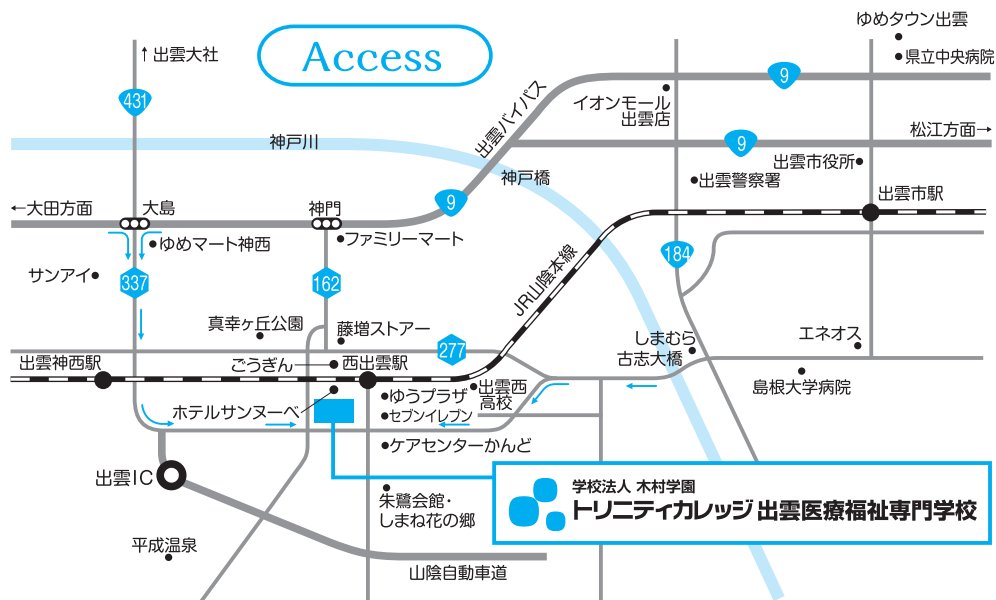 ゆめタウン出雲
↑出雲大社
Access
県立中央病院
9
431
イオンモール
出雲店
出雲バイパス
松江方面→
神戸川
9
出雲市役所
神戸橋
出雲警察署
出雲市駅
9
←大田方面
大島
神門
ファミリーマート
ゆめマート神西
サンアイ
337
162
JR山陰本線
184
真幸ヶ丘公園
藤増ストアー
しまむら
エネオス
277
古志大橋
出雲神西駅
ごうぎん
西出雲駅
島根大学病院
ゆうプラザ
出雲西
高校
ホテルサンヌーベ
セブンイレブン
ケアセンターかんど
出雲IC
朱鷺会館・
しまね花の郷
学校法人 木村学園
トリニティカレッジ 出雲医療福祉専門学校
平成温泉
山陰自動車道